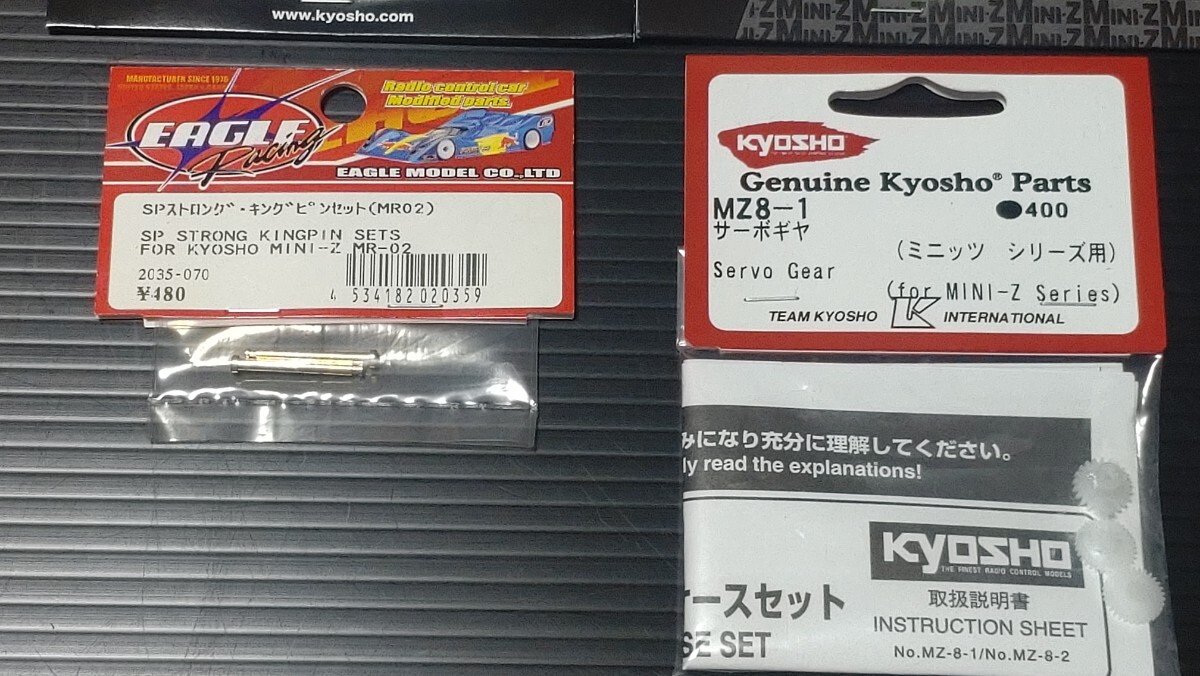 www.kyosho.com
MINI-Z MINI-Z MINI-Z MINI-Z
MANUFACTURER SINCE 1970
EAGLE
Racing
Radio control car
Modified parts.
EAGLE MODEL CO.,LTD
SPストロング・キングピンセット(MR02)
SP STRONG KINGPIN SETS
FOR KYOSHO MINI-Z MR-02
2035-070
¥480
4 534182 020359
KYOSHO
Genuine Kyosho® Parts
MZ8-1
●400
サーボギヤ
(ミニッツ シリーズ用)
Servo Gear
(for MINI-Z Series)
TEAM KYOSHO K INTERNATIONAL
みになり充分に理解してください。
ly read the explanations!
KYOSHO
THE FINEST RADIO CONTROL MODELS
ースセット
取扱説明書
SE SET
INSTRUCTION SHEET
No.MZ-8-1/No.MZ-8-2